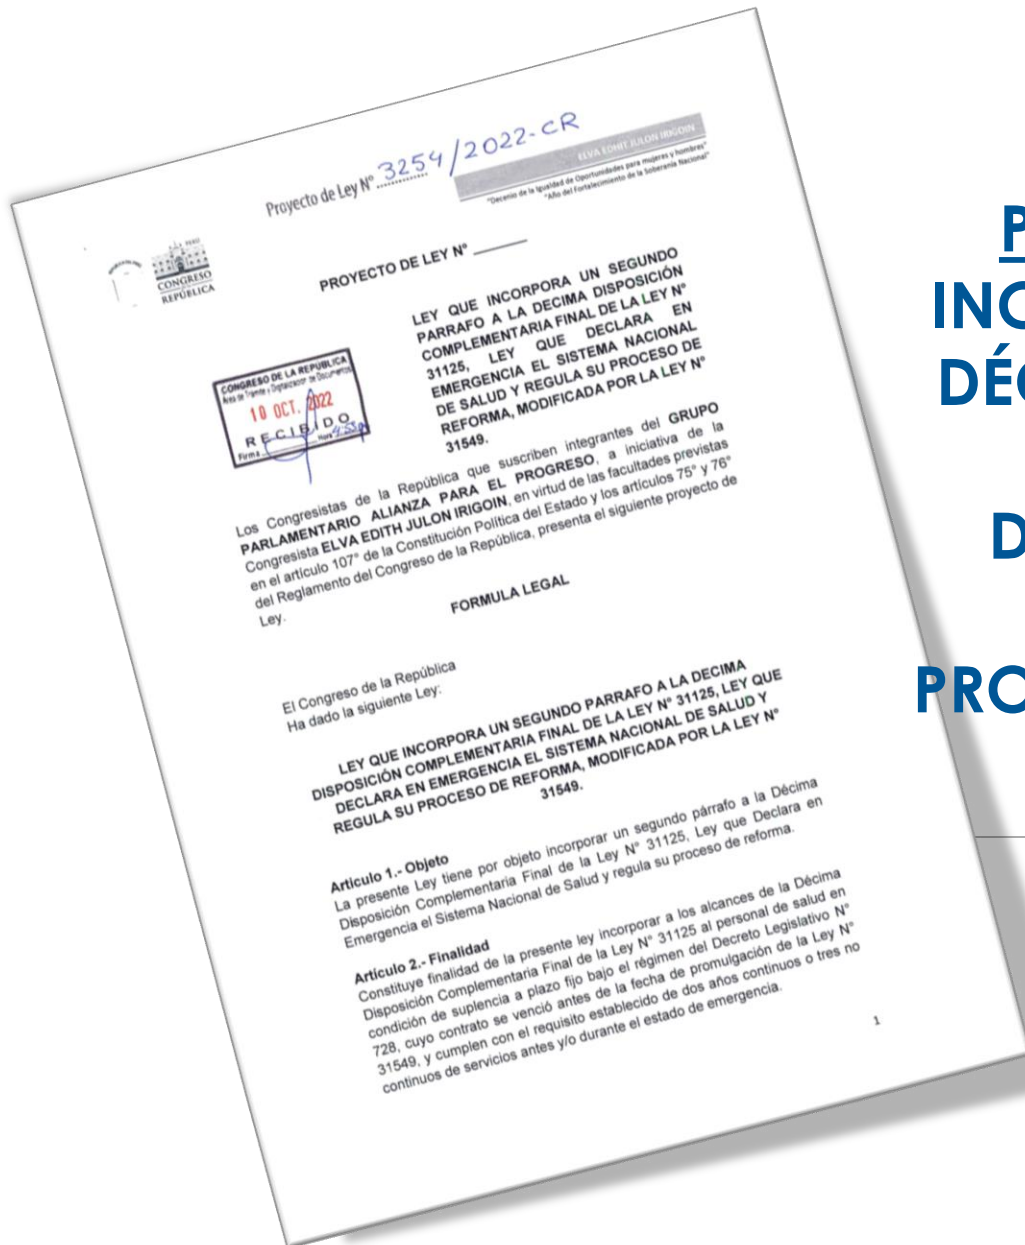 Proyecto de Ley N° 3254/2022-CR
ELVA EDHIT JULON IRIGOIN
"Decenio de la Igualdad de Oportunidades para mujeres y hombres"
"Año del Fortalecimiento de la Soberanía Nacional"
PERÚ
CONGRESO
REPÚBLICA
PROYECTO DE LEY N° ______
LEY QUE INCORPORA UN SEGUNDO
PARRAFO A LA DECIMA DISPOSICIÓN
COMPLEMENTARIA FINAL DE LA LEY N°
31125, LEY QUE DECLARA EN
EMERGENCIA EL SISTEMA NACIONAL
DE SALUD Y REGULA SU PROCESO DE
REFORMA, MODIFICADA POR LA LEY N°
31549.
CONGRESO DE LA REPÚBLICA
Área de Trámite y Digitalización de Documentos
10 OCT. 2022
RECIBIDO
Firma Hora
Los Congresistas de la República que suscriben integrantes del GRUPO
PARLAMENTARIO ALIANZA PARA EL PROGRESO, a iniciativa de la
Congresista ELVA EDITH JULON IRIGOIN, en virtud de las facultades previstas
en el artículo 107° de la Constitución Política del Estado y los artículos 75° y 76°
del Reglamento del Congreso de la República, presenta el siguiente proyecto de
Ley.
FORMULA LEGAL
El Congreso de la República
Ha dado la siguiente Ley:
LEY QUE INCORPORA UN SEGUNDO PARRAFO A LA DECIMA
DISPOSICIÓN COMPLEMENTARIA FINAL DE LA LEY N° 31125, LEY QUE
DECLARA EN EMERGENCIA EL SISTEMA NACIONAL DE SALUD Y
REGULA SU PROCESO DE REFORMA, MODIFICADA POR LA LEY N°
31549.
Artículo 1.- Objeto
La presente Ley tiene por objeto incorporar un segundo párrafo a la Décima
Disposición Complementaria Final de la Ley N° 31125, Ley que Declara en
Emergencia el Sistema Nacional de Salud y regula su proceso de reforma.
Artículo 2.- Finalidad
Constituye finalidad de la presente ley incorporar a los alcances de la Décima
Disposición Complementaria Final de la Ley N° 31125 al personal de salud en
condición de suplencia a plazo fijo bajo el régimen del Decreto Legislativo N°
728, cuyo contrato se venció antes de la fecha de promulgación de la Ley N°
31549, y cumplen con el requisito establecido de dos años continuos o tres no
continuos de servicios antes y/o durante el estado de emergencia.
1
P
INC
DÉC
D
PRO